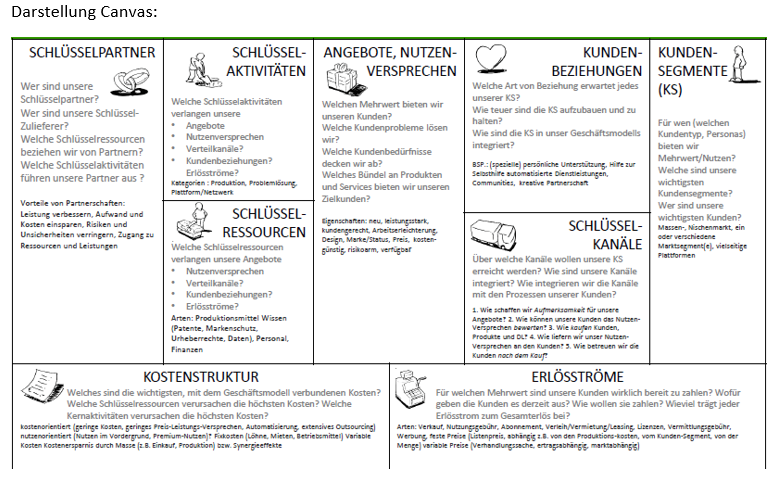 Darstellung Canvas:
SCHLÜSSELPARTNER
Wer sind unsere
Schlüsselpartner?
Wer sind unsere Schlüssel-
Zulieferer?
Welche Schlüsselressourcen
beziehen wir von Partnern?
Welche Schlüsselaktivitäten
führen unsere Partner aus ?
Vorteile von Partnerschaften:
Leistung verbessern, Aufwand und
Kosten einsparen, Risiken und
Unsicherheiten verringern, Zugang zu
Ressourcen und Leistungen
SCHLÜSSEL-
AKTIVITÄTEN
Welche Schlüsselaktivitäten
verlangen unsere
• Angebote
• Nutzenversprechen
• Verteilkanäle?
• Kundenbeziehungen?
Erlösströme?
Kategorien : Produktion, Problemlösung,
Plattform/Netzwerk
SCHLÜSSEL-
RESSOURCEN
Welche Schlüsselressourcen
verlangen unsere Angebote
• Nutzenversprechen
• Verteilkanäle?
• Kundenbeziehungen?
• Erlösströme?
Arten: Produktionsmittel Wissen
(Patente, Markenschutz,
Urheberrechte, Daten), Personal,
Finanzen
ANGEBOTE, NUTZEN-
VERSPRECHEN
Welchen Mehrwert bieten wir
unseren Kunden?
Welche Kundenprobleme lösen
wir?
Welche Kundenbedürfnisse
decken wir ab?
Welches Bündel an Produkten
und Services bieten wir unseren
Zielkunden?
Eigenschaften: neu, leistungsstark,
kundengerecht, Arbeitserleichterung,
Design, Marke/Status, Preis, kosten-
günstig, risikoarm, verfügbar
KUNDEN-
BEZIEHUNGEN
Welche Art von Beziehung erwartet jedes
unserer KS?
Wie teuer sind die KS aufzubauen und zu
halten?
Wie sind die KS in unser Geschäftsmodells
integriert?
BSP.: (spezielle) persönliche Unterstützung, Hilfe zur
Selbsthilfe automatisierte Dienstleistungen,
Communities, kreative Partnerschaft
SCHLÜSSEL-
KANÄLE
Über welche Kanäle wollen unsere KS
erreicht werden? Wie sind unsere Kanäle
integriert? Wie integrieren wir die Kanäle
mit den Prozessen unserer Kunden?
1. Wie schaffen wir Aufmerksamkeit für unsere
Angebote? 2. Wie können unsere Kunden das Nutzen-
Versprechen bewerten? 3. Wie kaufen Kunden,
Produkte und DL? 4. Wie liefern wir unser Nutzen-
Versprechen an den Kunden? 5. Wie betreuen wir die
Kunden nach dem Kauf?
KUNDEN-
SEGMENTE
(KS)
Für wen (welchen
Kundentyp, Personas)
bieten wir
Mehrwert/Nutzen?
Welche sind unsere
wichtigsten
Kundensegmente?
Wer sind unsere
wichtigsten Kunden?
Massen-, Nischenmarkt, ein
oder verschiedene
Marktsegment(e), vielseitige
Plattformen
KOSTENSTRUKTUR
Welches sind die wichtigsten, mit dem Geschäftsmodell verbundenen Kosten?
Welche Schlüsselressourcen verursachen die höchsten Kosten? Welche
Kernaktivitäten verursachen die höchsten Kosten?
kostenorientiert (geringe Kosten, geringes Preis-Leistungs-Versprechen, Automatisierung, extensives Outsourcing)
nutzenorientiert (Nutzen im Vordergrund, Premium-Nutzen)? Fixkosten (Löhne, Mieten, Betriebsmittel) Variable
Kosten Kostenersparnis durch Masse (z.B. Einkauf, Produktion) bzw. Synergieeffekte
ERLÖSSTRÖME
Für welchen Mehrwert sind unsere Kunden wirklich bereit zu zahlen? Wofür
geben die Kunden es derzeit aus? Wie wollen sie zahlen? Wieviel trägt jeder
Erlösstrom zum Gesamterlös bei?
Arten: Verkauf, Nutzungsgebühr, Abonnement, Verleih/Vermietung/Leasing, Lizenzen, Vermittlungsgebühr,
Werbung, feste Preise (Listenpreis, abhängig z.B. von den Produktions-kosten, vom Kunden-Segment, von der
Menge) variable Preise (Verhandlungssache, ertragsabhängig, marktabhängig)